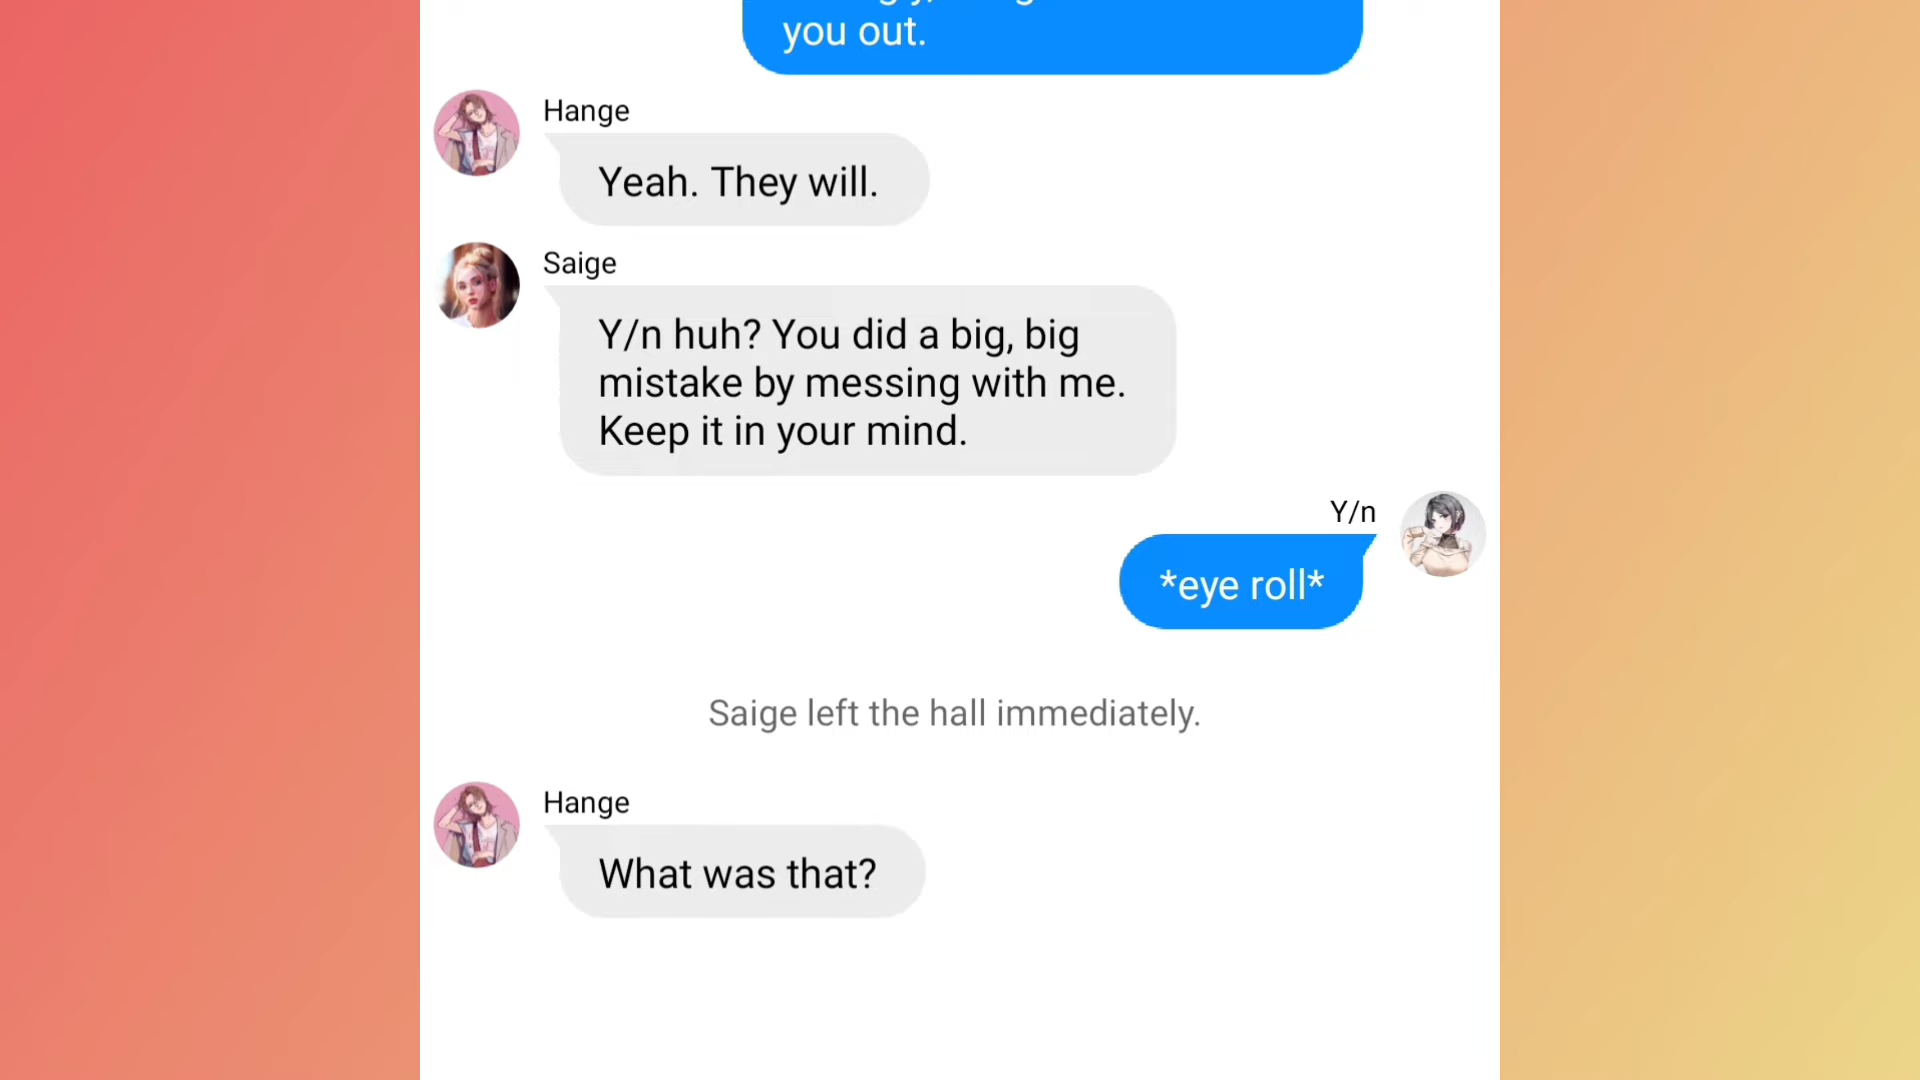 you out.
Hange
Yeah. They will.
Saige
Y/n huh? You did a big, big
mistake by messing with me.
Keep it in your mind.
Y/n
*eye roll*
Saige left the hall immediately.
Hange
What was that?